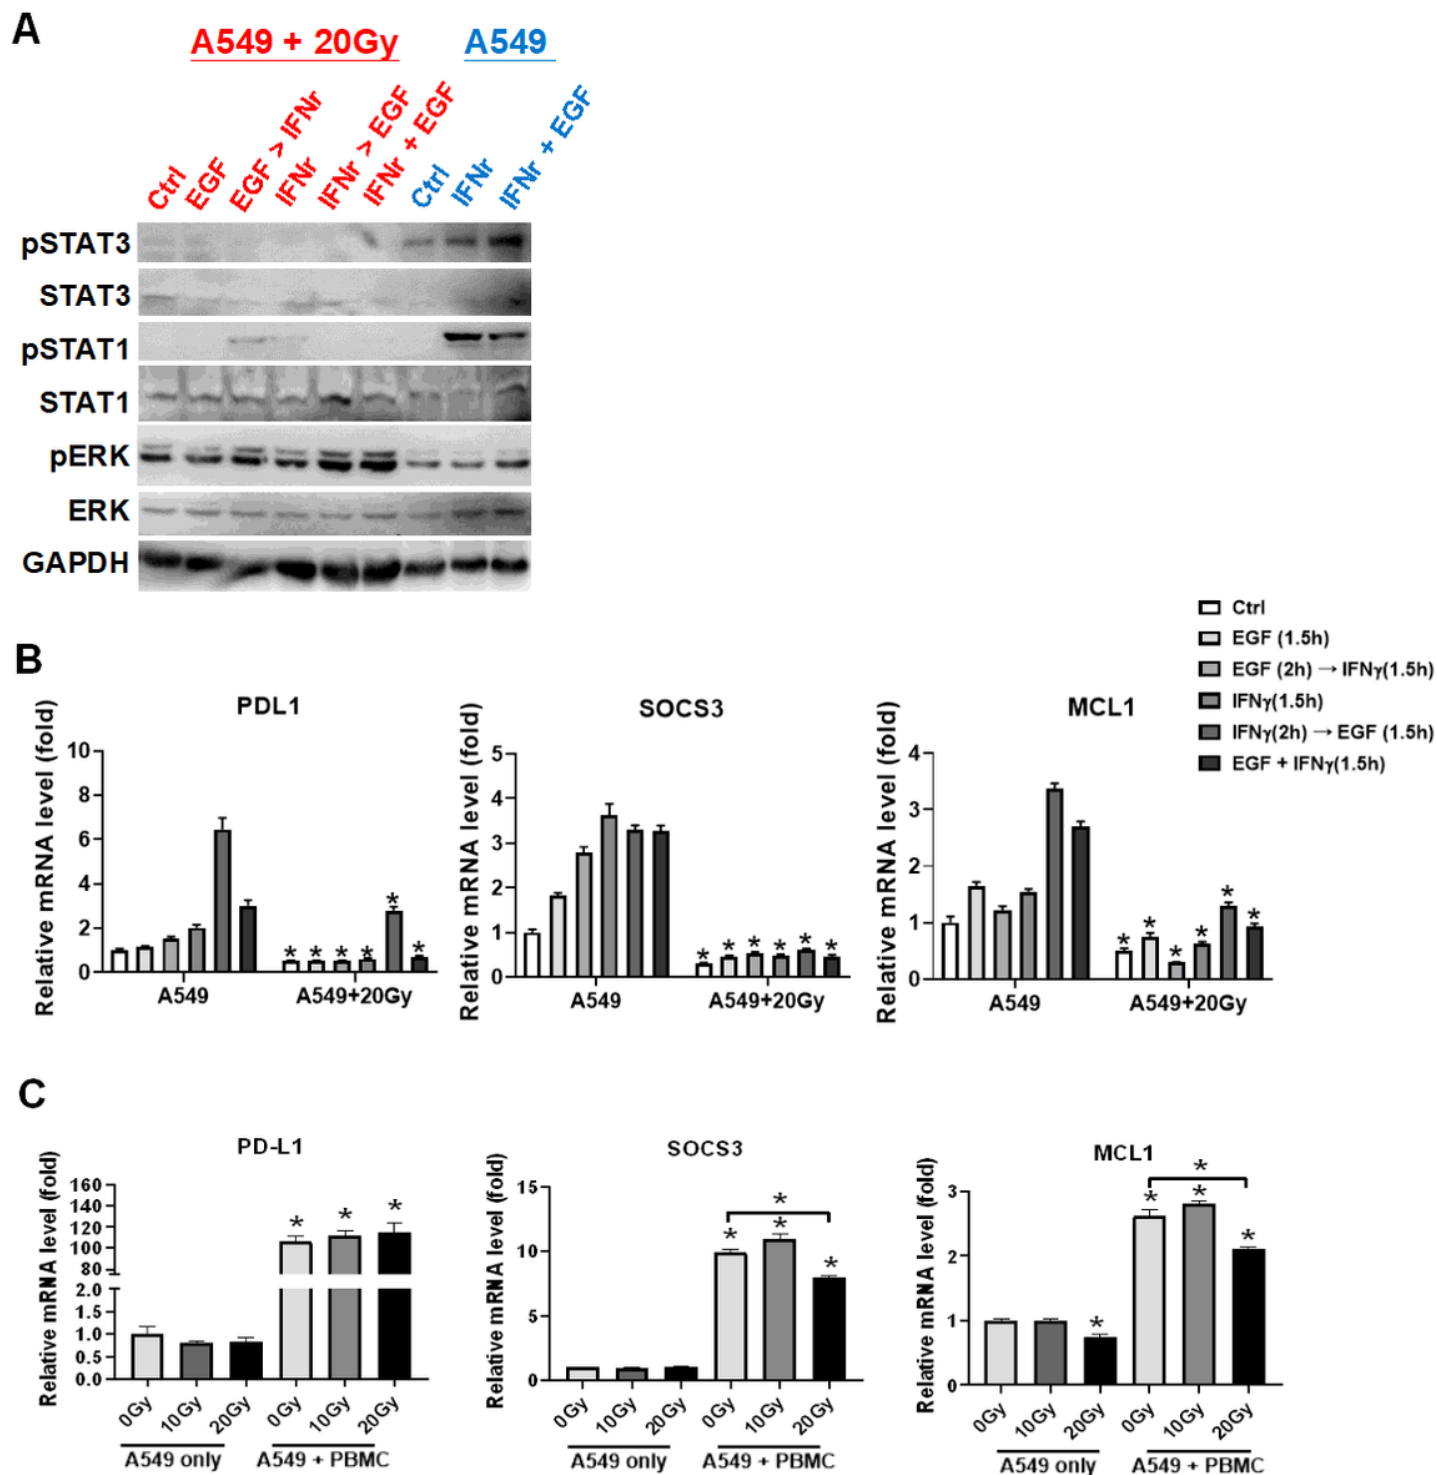 A
A549 + 20Gy
A549
Ctrl
EGF
EGF > IFNr
IFNr
IFNr > EGF
IFNr + EGF
Ctrl
IFNr
IFNr + EGF
pSTAT3
STAT3
pSTAT1
STAT1
pERK
ERK
GAPDH
B
Ctrl
EGF (1.5h)
EGF (2h) → IFNγ(1.5h)
IFNγ(1.5h)
IFNγ(2h) → EGF (1.5h)
EGF + IFNγ(1.5h)
PDL1
Relative mRNA level (fold)
10
8
6
4
2
0
* * * * * *
A549
A549+20Gy
SOCS3
Relative mRNA level (fold)
5
4
3
2
1
0
* * * * * *
A549
A549+20Gy
MCL1
Relative mRNA level (fold)
4
3
2
1
0
* * * * * *
A549
A549+20Gy
C
PD-L1
Relative mRNA level (fold)
160
140
120
100
80
2.0
1.5
1.0
0.5
0.0
* * *
0Gy
10Gy
20Gy
0Gy
10Gy
20Gy
A549 only
A549 + PBMC
SOCS3
Relative mRNA level (fold)
15
10
5
0
*
* * *
0Gy
10Gy
20Gy
0Gy
10Gy
20Gy
A549 only
A549 + PBMC
MCL1
Relative mRNA level (fold)
3
2
1
0
*
* * * *
0Gy
10Gy
20Gy
0Gy
10Gy
20Gy
A549 only
A549 + PBMC